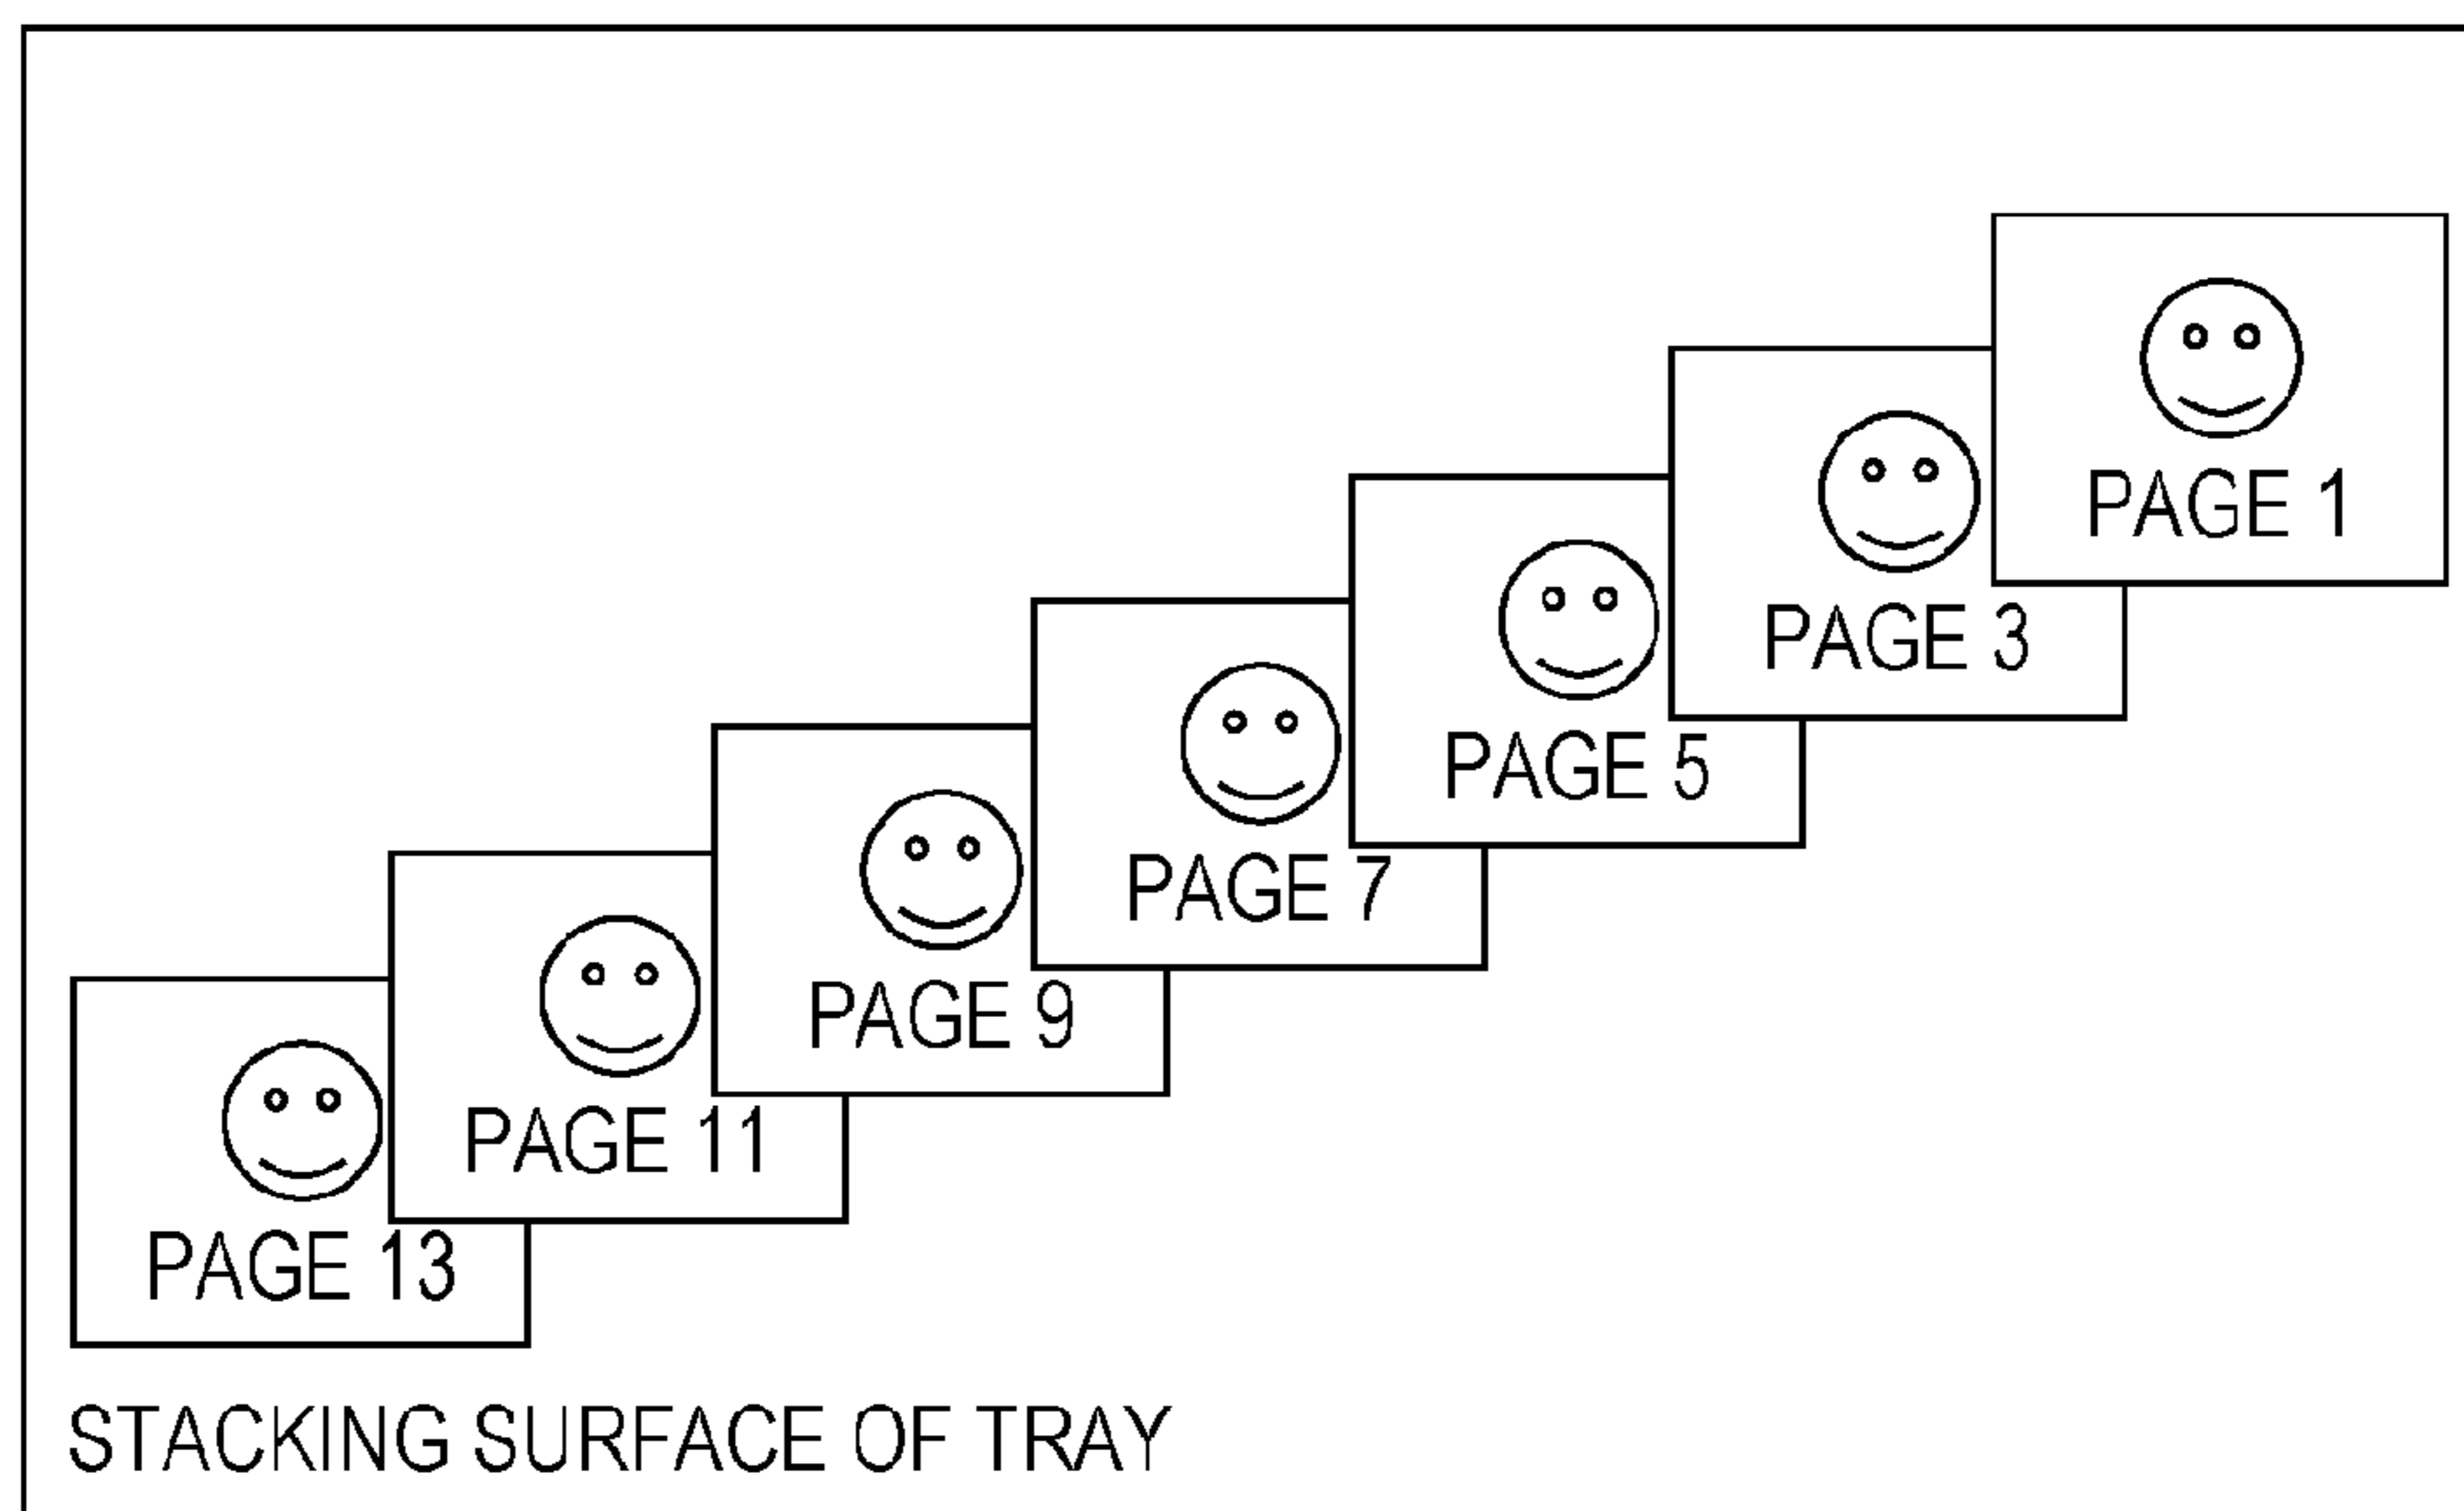 PAGE 1
PAGE 3
PAGE 5
PAGE 7
PAGE 9
PAGE 11
PAGE 13
STACKING SURFACE OF TRAY